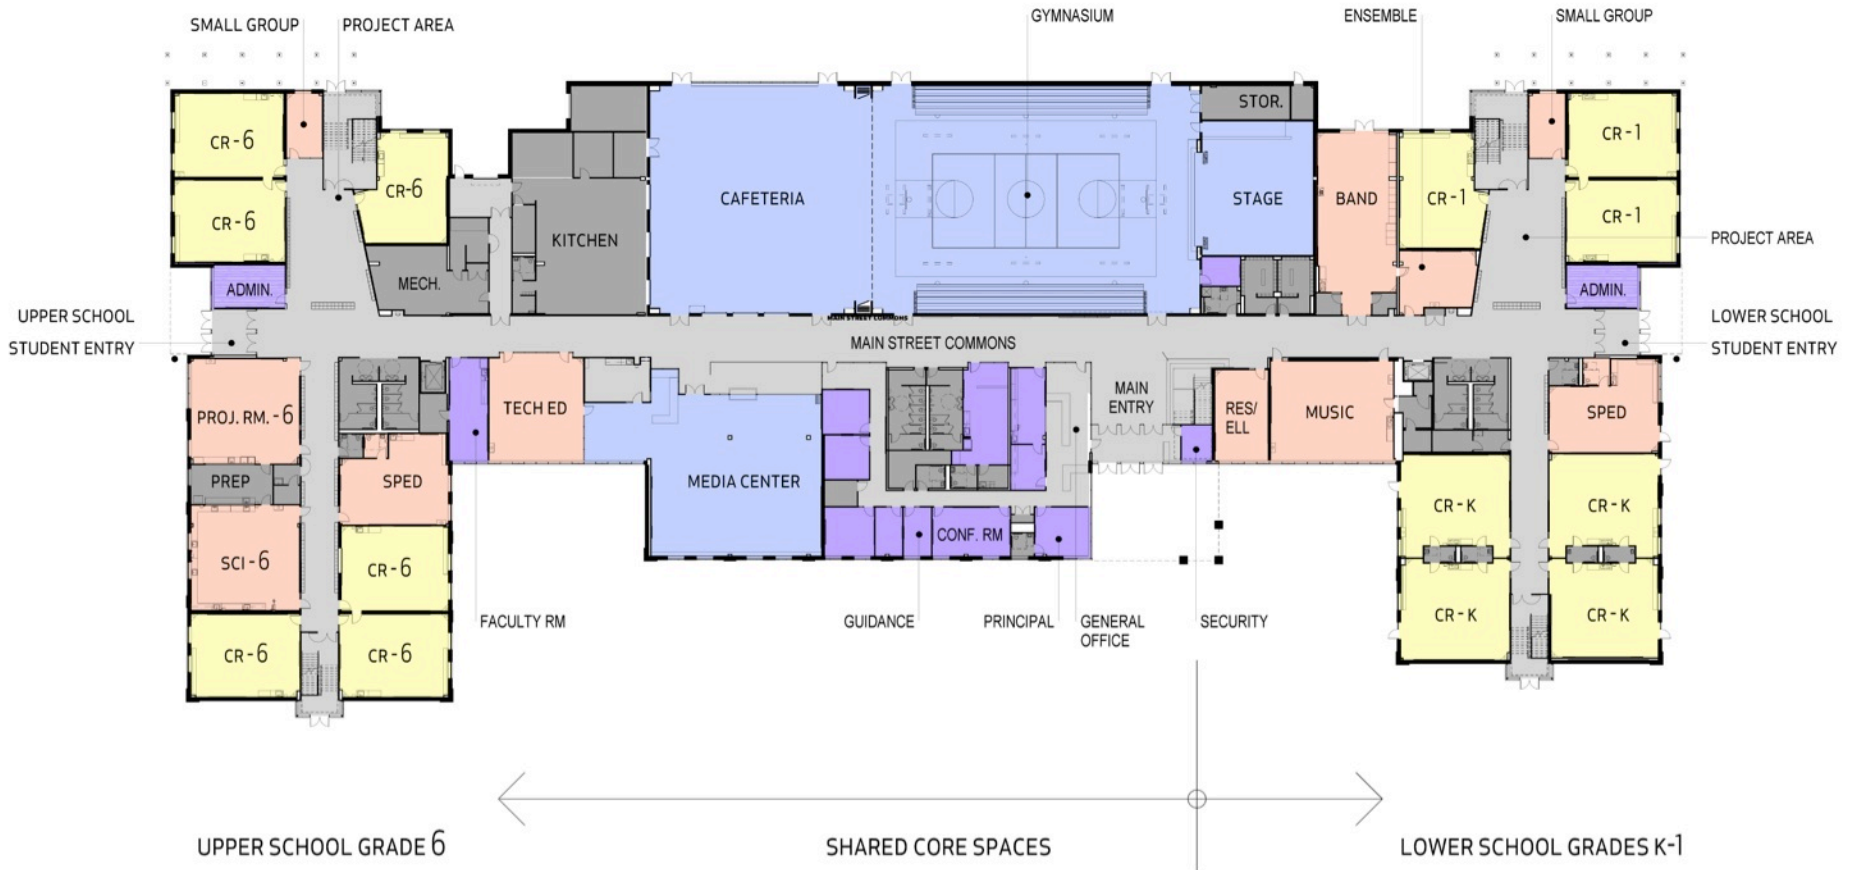 GYMNASIUM
ENSEMBLE
SMALL GROUP
SMALL GROUP
PROJECT AREA
STOR.
CR - 6
CR-6
CR - 1
CR - 6
CAFETERIA
STAGE
BAND
CR - 1
CR - 1
KITCHEN
PROJECT AREA
MECH.
ADMIN.
ADMIN.
UPPER SCHOOL
STUDENT ENTRY
MAIN STREET COMMONS
MAIN STREET COMMONS
LOWER SCHOOL
STUDENT ENTRY
MAIN
ENTRY
PROJ. RM. - 6
TECH ED
RES/
ELL
MUSIC
SPED
PREP
SPED
MEDIA CENTER
CR - K
CR - K
CONF. RM
SCI - 6
CR - 6
CR - K
CR - K
FACULTY RM
GUIDANCE
PRINCIPAL
GENERAL
OFFICE
SECURITY
CR - 6
CR - 6
UPPER SCHOOL GRADE 6
SHARED CORE SPACES
LOWER SCHOOL GRADES K-1